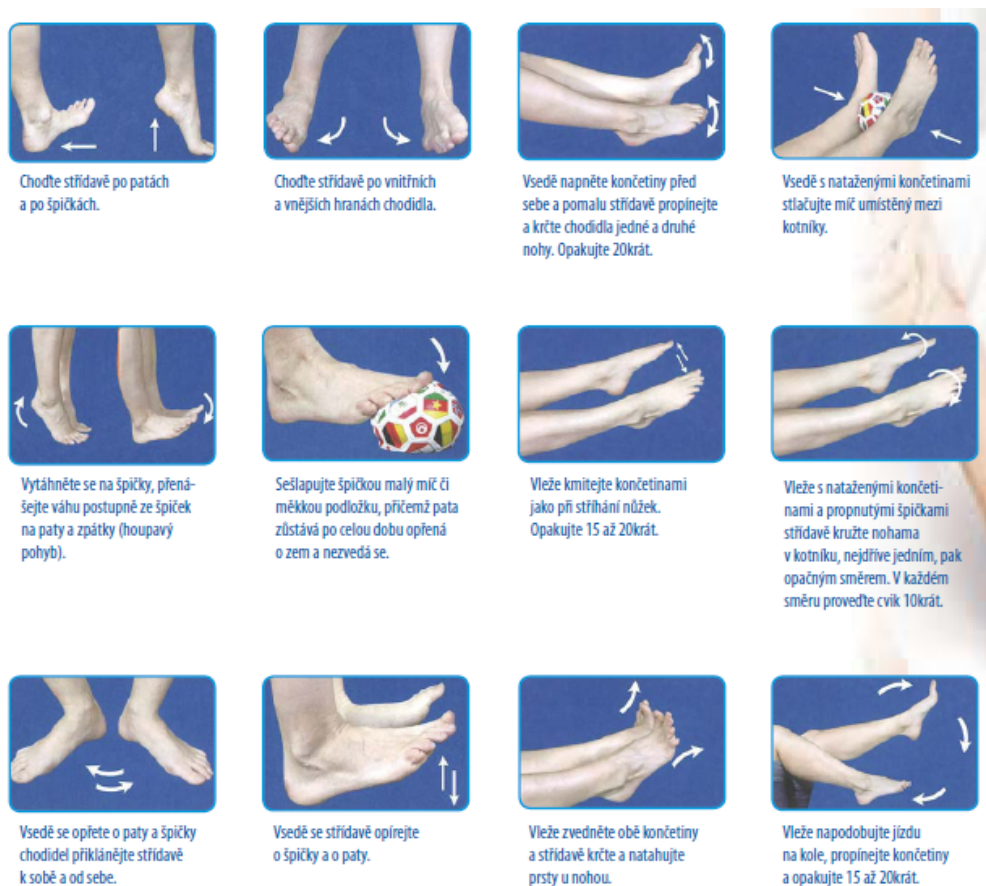 Choďte střídavě po patách
a po špičkách.
Choďte střídavě po vnitřních
a vnějších hranách chodidla.
Vsedě napněte končetiny před
sebe a pomalu střídavě propínejte
a krčte chodidla jedné a druhé
nohy. Opakujte 20krát.
Vsedě s nataženými končetinami
stlačujte míč umístěný mezi
kotníky.
Vytáhněte se na špičky, přená-
šejte váhu postupně ze špiček
na paty a zpátky (houpavý
pohyb).
Sešlapujte špičkou malý míč či
měkkou podložku, přičemž pata
zůstává po celou dobu opřená
o zem a nezvedá se.
Vleže kmitejte končetinami
jako při stříhání nůžek.
Opakujte 15 až 20krát.
Vleže s nataženými končeti-
nami a propnutými špičkami
střídavě kružte nohama
v kotníku, nejdříve jedním, pak
opačným směrem. V každém
směru proveďte cvik 10krát.
Vsedě se opřete o paty a špičky
chodidel přiklánějte střídavě
k sobě a od sebe.
Vsedě se střídavě opírejte
o špičky a o paty.
Vleže zvedněte obě končetiny
a střídavě krčte a natahujte
prsty u nohou.
Vleže napodobujte jízdu
na kole, propínejte končetiny
a opakujte 15 až 20krát.